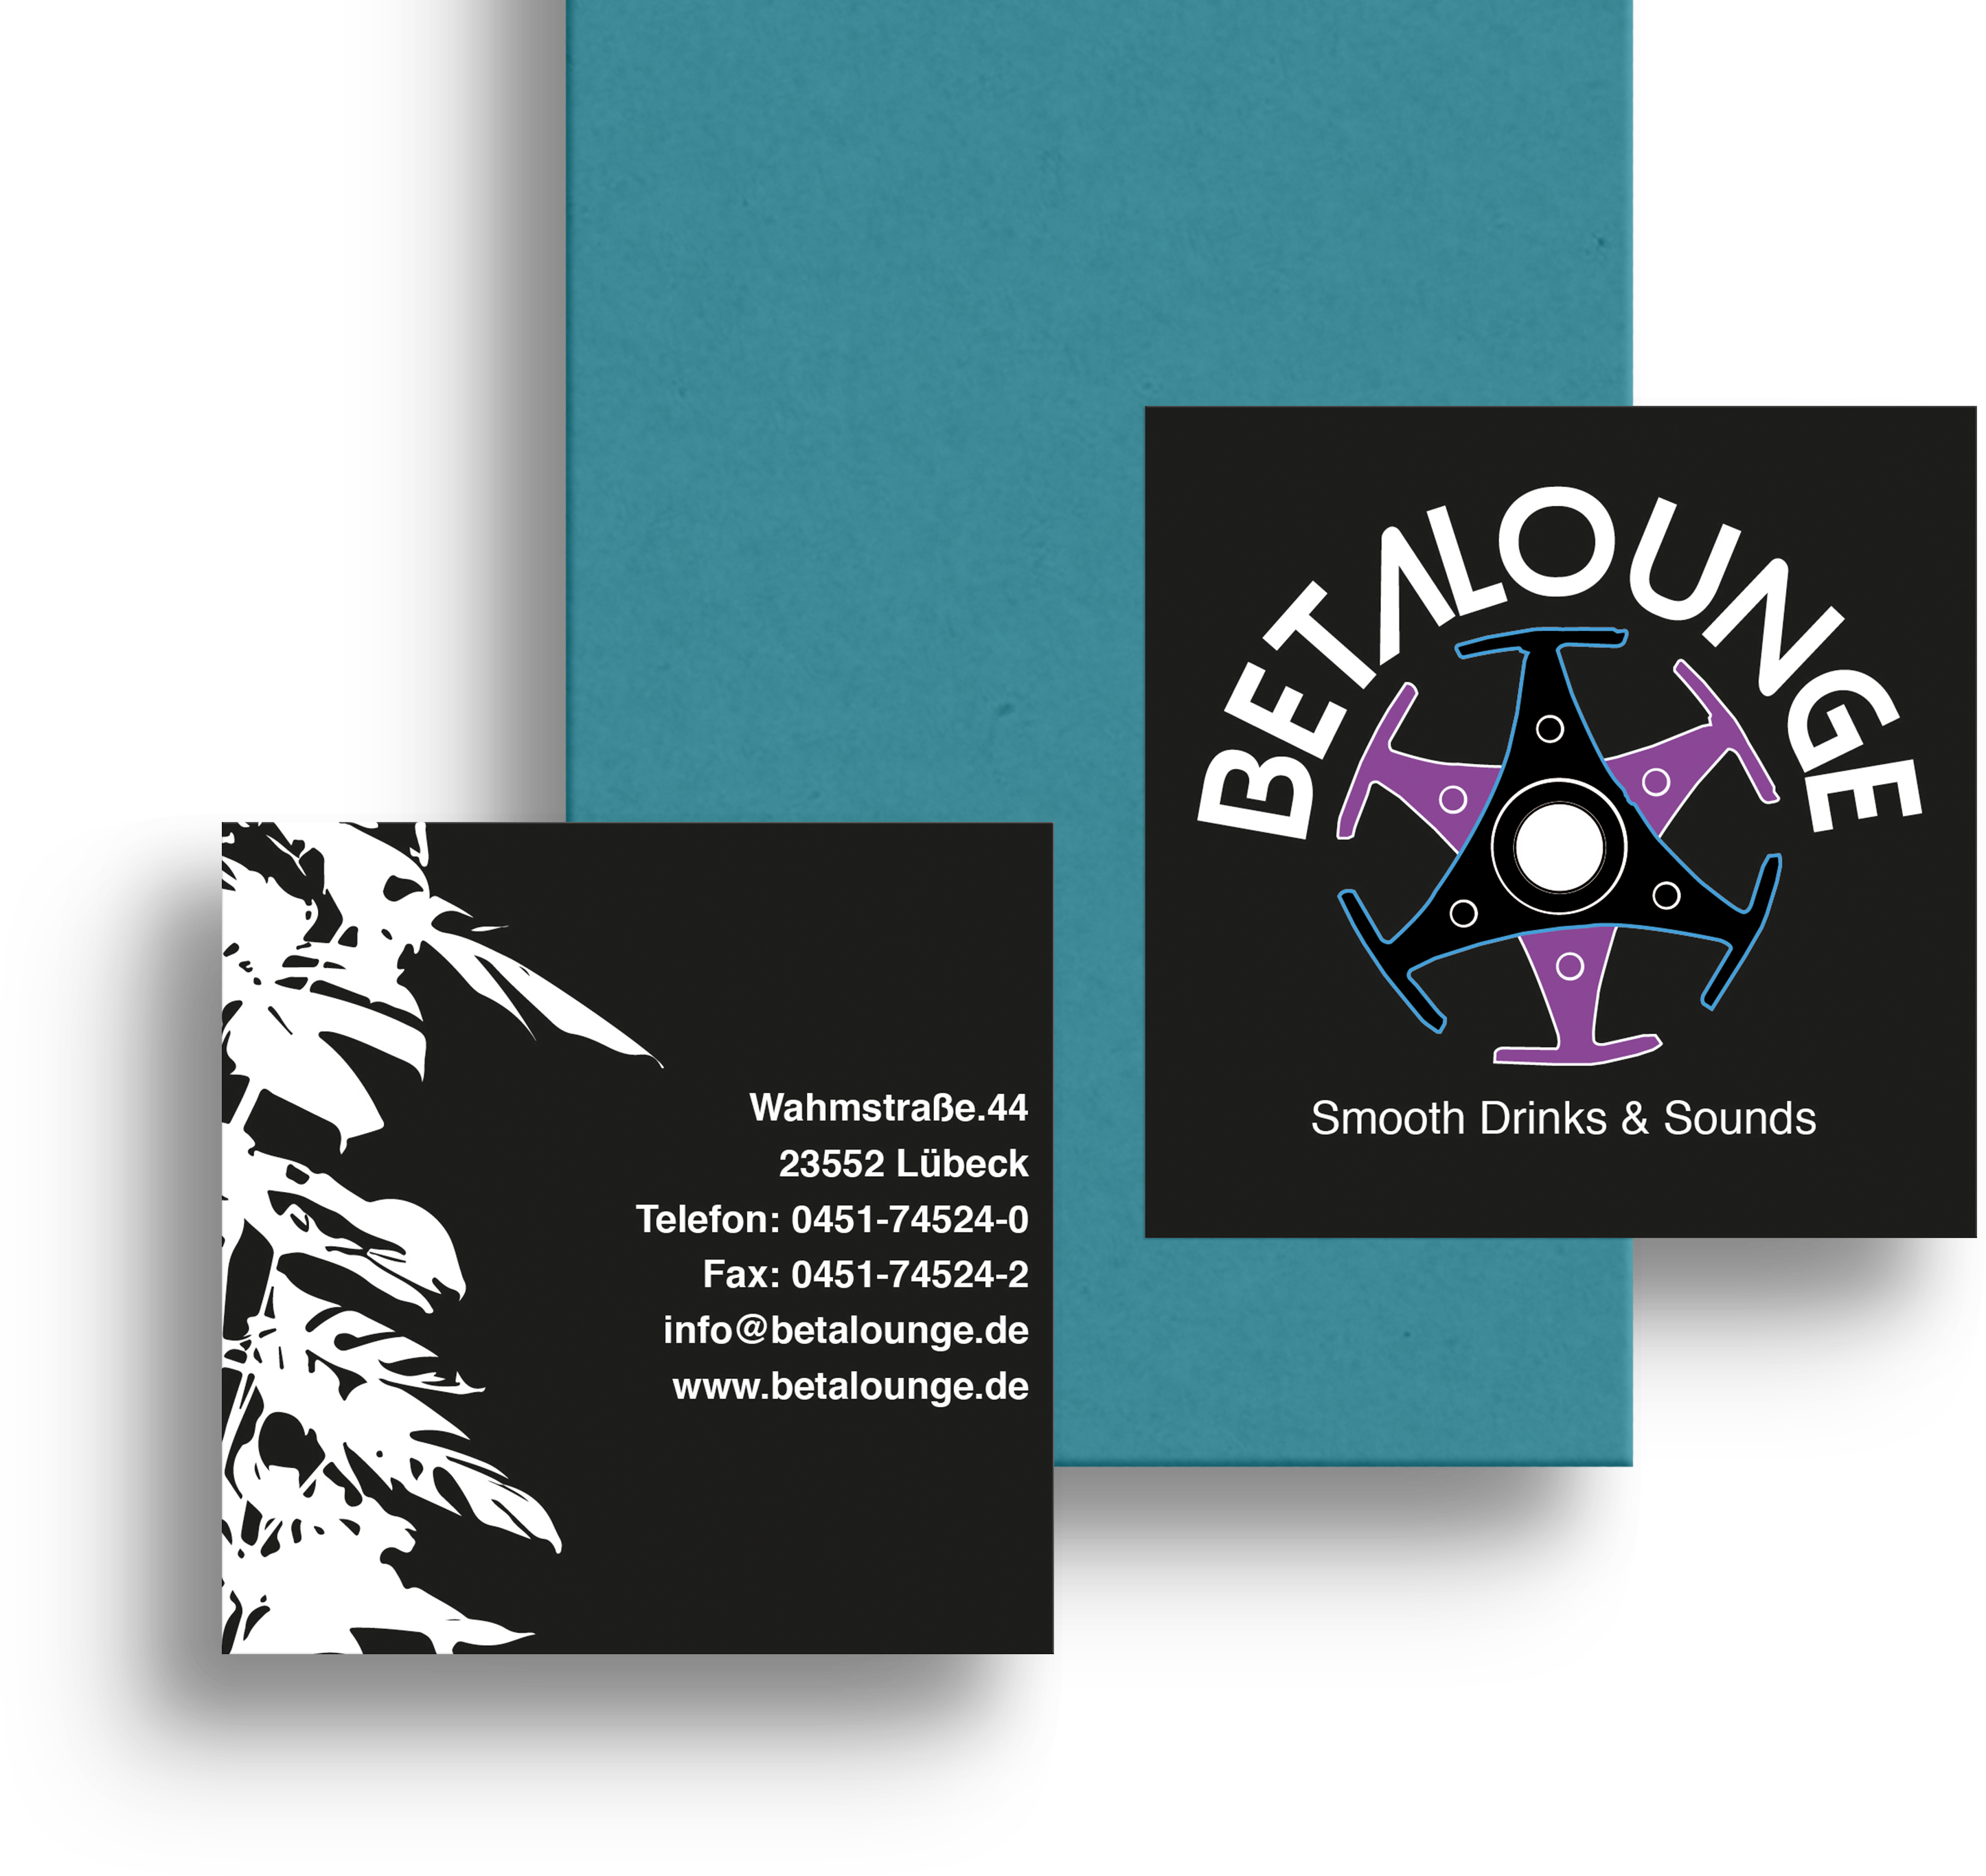 BETALOUNGE
Smooth Drinks & Sounds
Wahmstraße.44
23552 Lübeck
Telefon: 0451-74524-0
Fax: 0451-74524-2
info@betalounge.de
www.betalounge.de